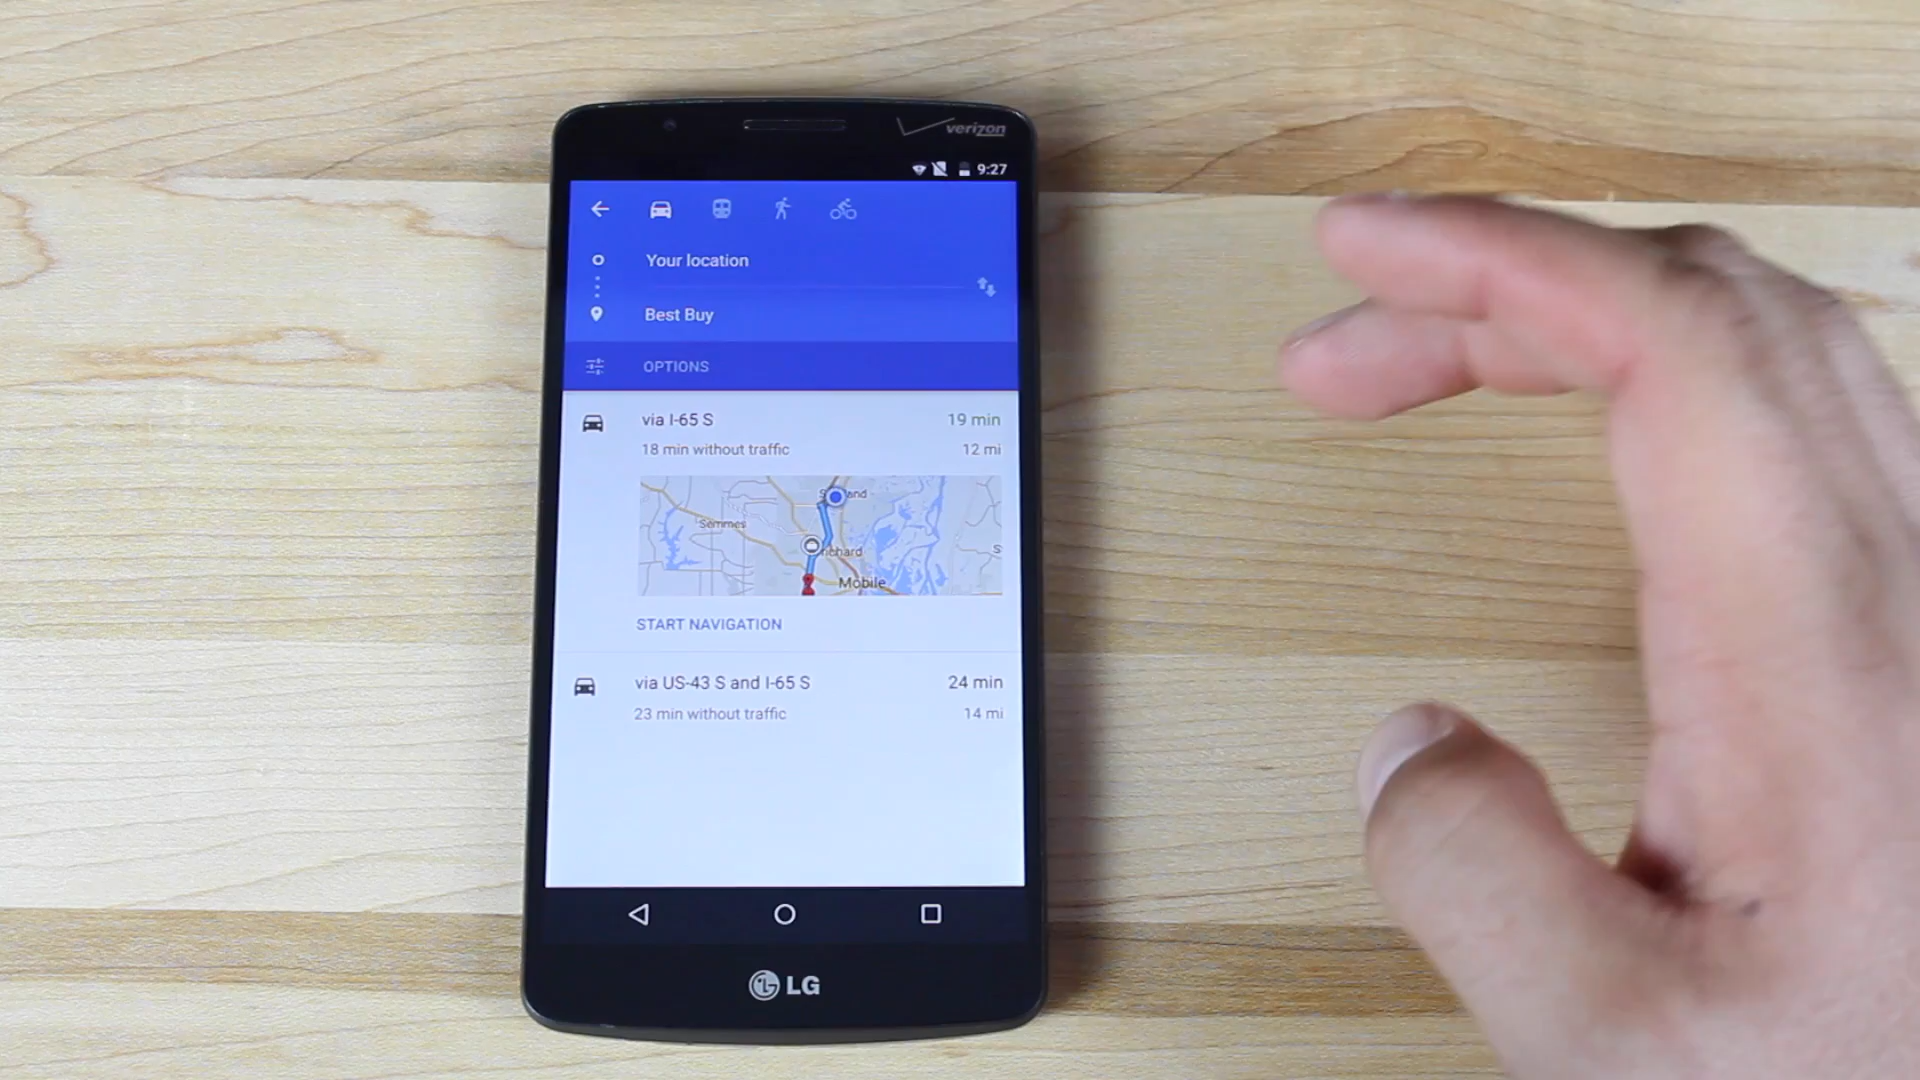 verizon
9:27
Your location
Best Buy
OPTIONS
via I-65 S
19 min
18 min without traffic
12 mi
Semmes
Mobile
START NAVIGATION
via US-43 S and I-65 S
24 min
23 min without traffic
14 mi
LG